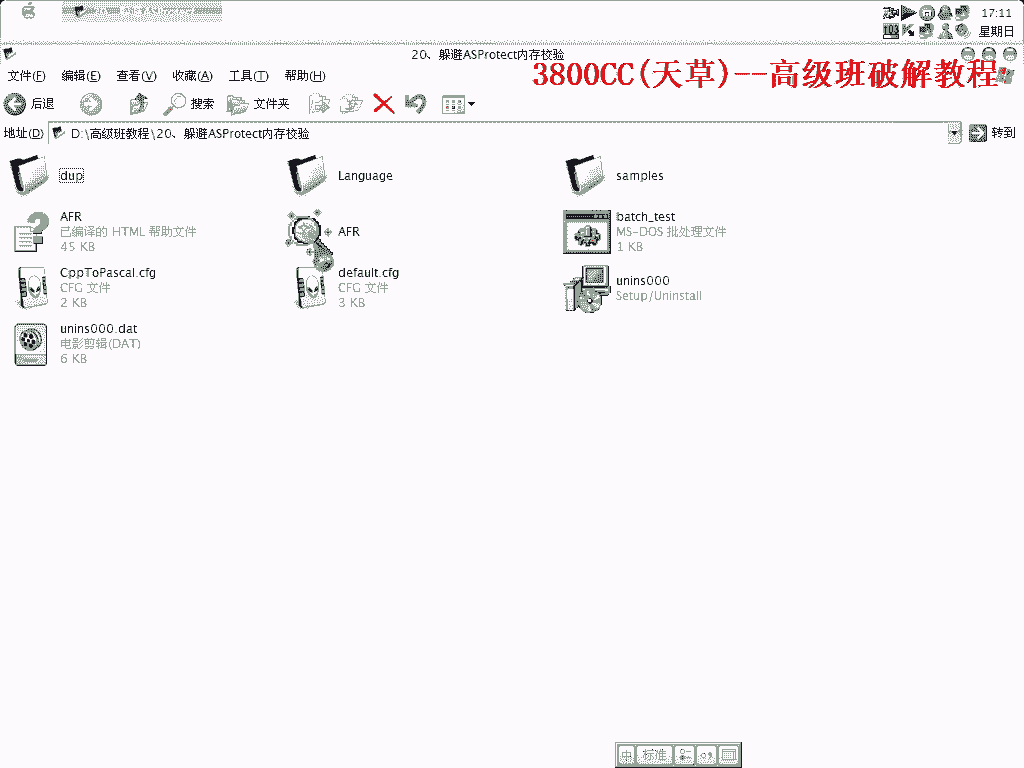 17:11
星期日
20、躲避ASProtect内存校验
3800CC(天草)--高级班破解教程
文件(F) 编辑(E) 查看(V) 收藏(A) 工具(T) 帮助(H)
后退 搜索 文件夹
地址(D) D:\高级班教程\20、躲避ASProtect内存校验 转到
dup Language samples
AFR
已编译的 HTML 帮助文件
45 KB
AFR
batch_test
MS-DOS 批处理文件
1 KB
CppToPascal.cfg
CFG 文件
2 KB
default.cfg
CFG 文件
3 KB
unins000
Setup/Uninstall
unins000.dat
电影剪辑(DAT)
6 KB
中 标准